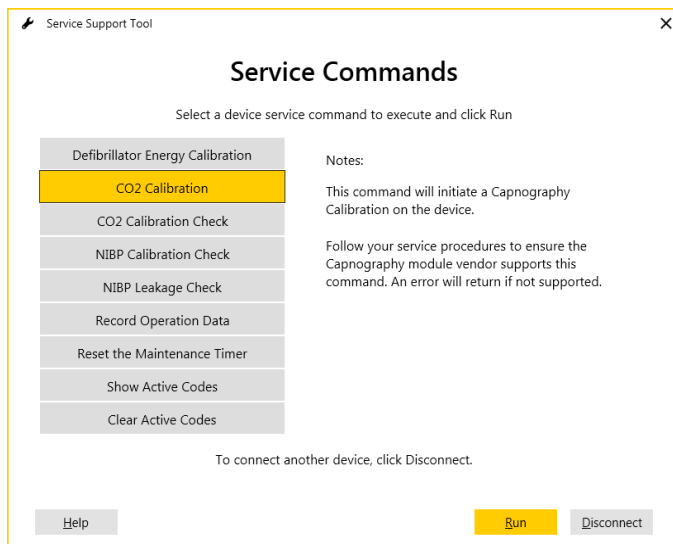 Service Support Tool
Service Commands
Select a device service command to execute and click Run
Defibrillator Energy Calibration
CO2 Calibration
CO2 Calibration Check
NIBP Calibration Check
NIBP Leakage Check
Record Operation Data
Reset the Maintenance Timer
Show Active Codes
Clear Active Codes
Notes:
This command will initiate a Capnography
Calibration on the device.
Follow your service procedures to ensure the
Capnography module vendor supports this
command. An error will return if not supported.
To connect another device, click Disconnect.
Help
Run
Disconnect